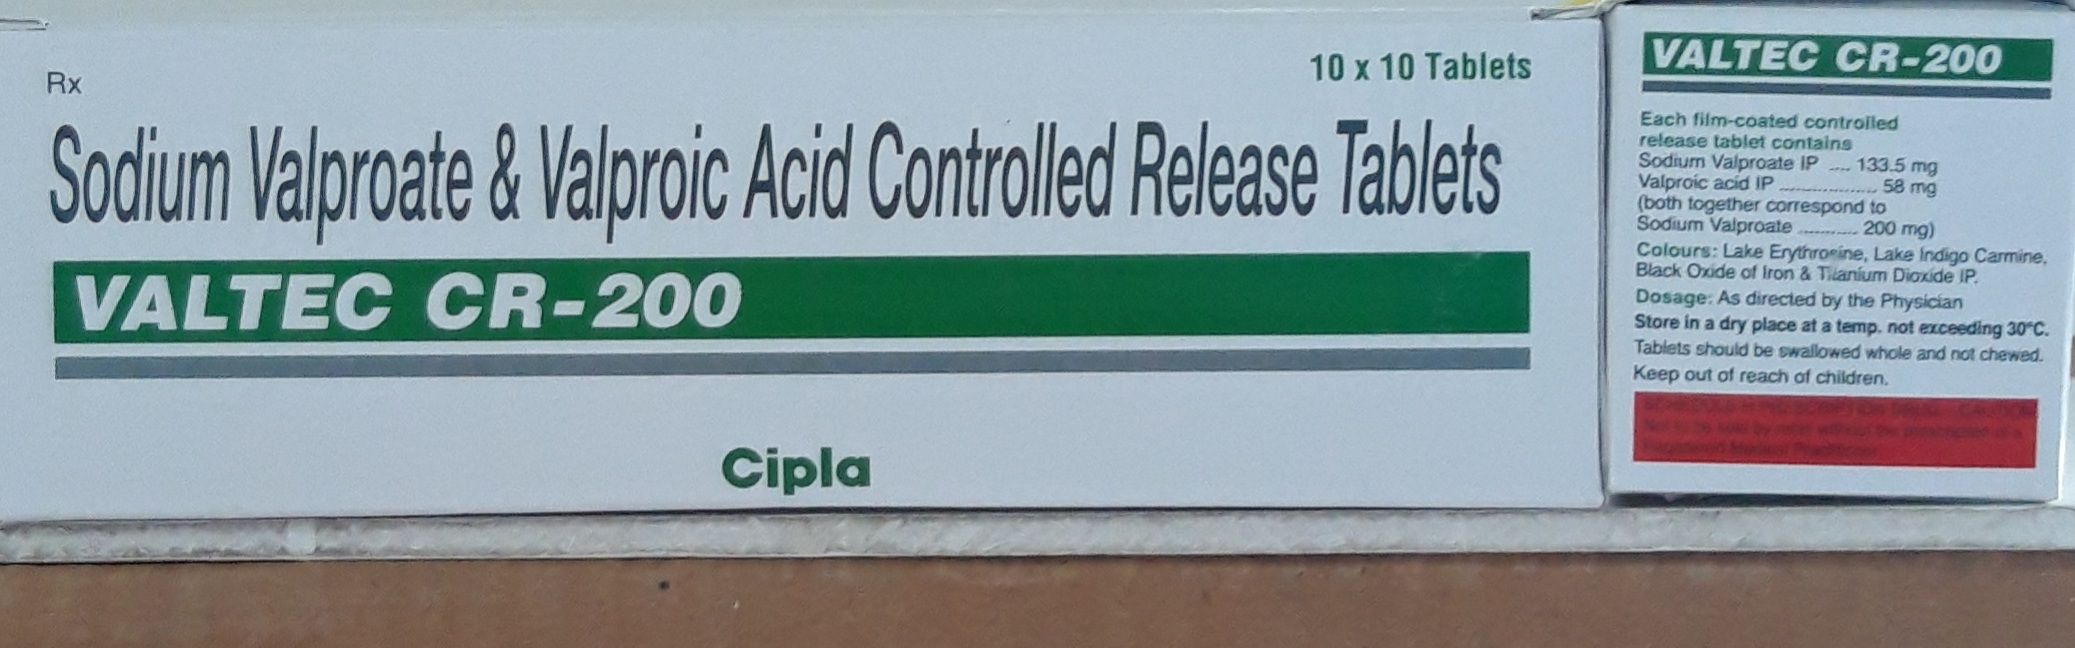 Rx
10 x 10 Tablets
Sodium Valproate & Valproic Acid Controlled Release Tablets
VALTEC CR-200
Cipla
VALTEC CR-200
Each film-coated controlled
release tablet contains
Sodium Valproate IP .... 133.5 mg
Valproic acid IP .................. 58 mg
(both together correspond to
Sodium Valproate ........... 200 mg)
Colours: Lake Erythrosine, Lake Indigo Carmine,
Black Oxide of Iron & Titanium Dioxide IP.
Dosage: As directed by the Physician
Store in a dry place at a temp. not exceeding 30°C.
Tablets should be swallowed whole and not chewed.
Keep out of reach of children.